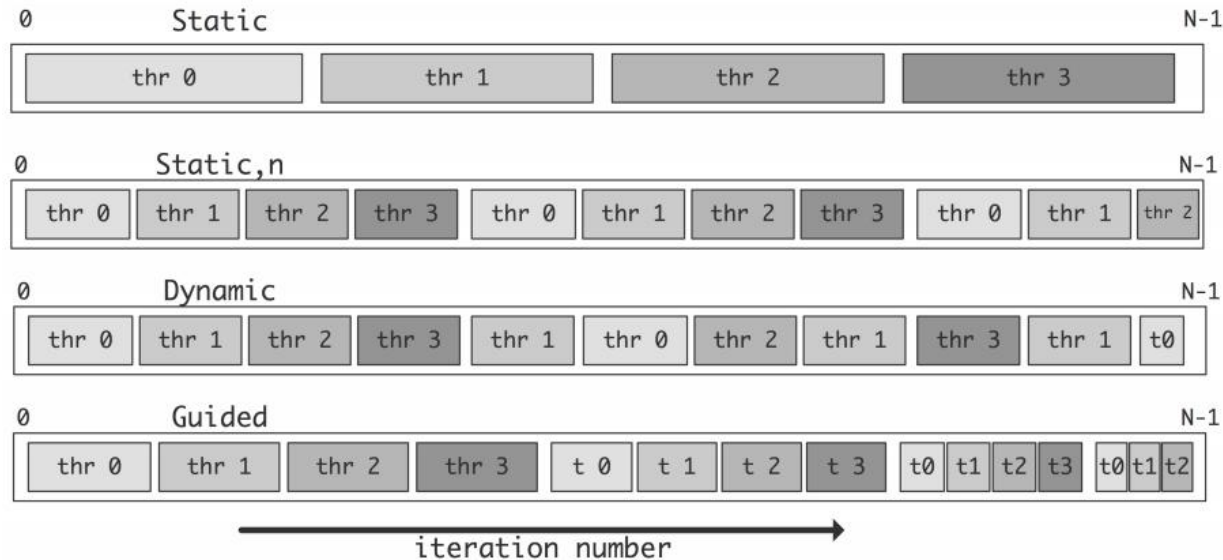 0 Static N-1
thr 0 thr 1 thr 2 thr 3
0 Static,n N-1
thr 0 thr 1 thr 2 thr 3 thr 0 thr 1 thr 2 thr 3 thr 0 thr 1 thr 2
0 Dynamic N-1
thr 0 thr 1 thr 2 thr 3 thr 1 thr 0 thr 2 thr 1 thr 3 thr 1 t0
0 Guided N-1
thr 0 thr 1 thr 2 thr 3 t 0 t 1 t 2 t 3 t0 t1 t2 t3 t0 t1 t2
iteration number